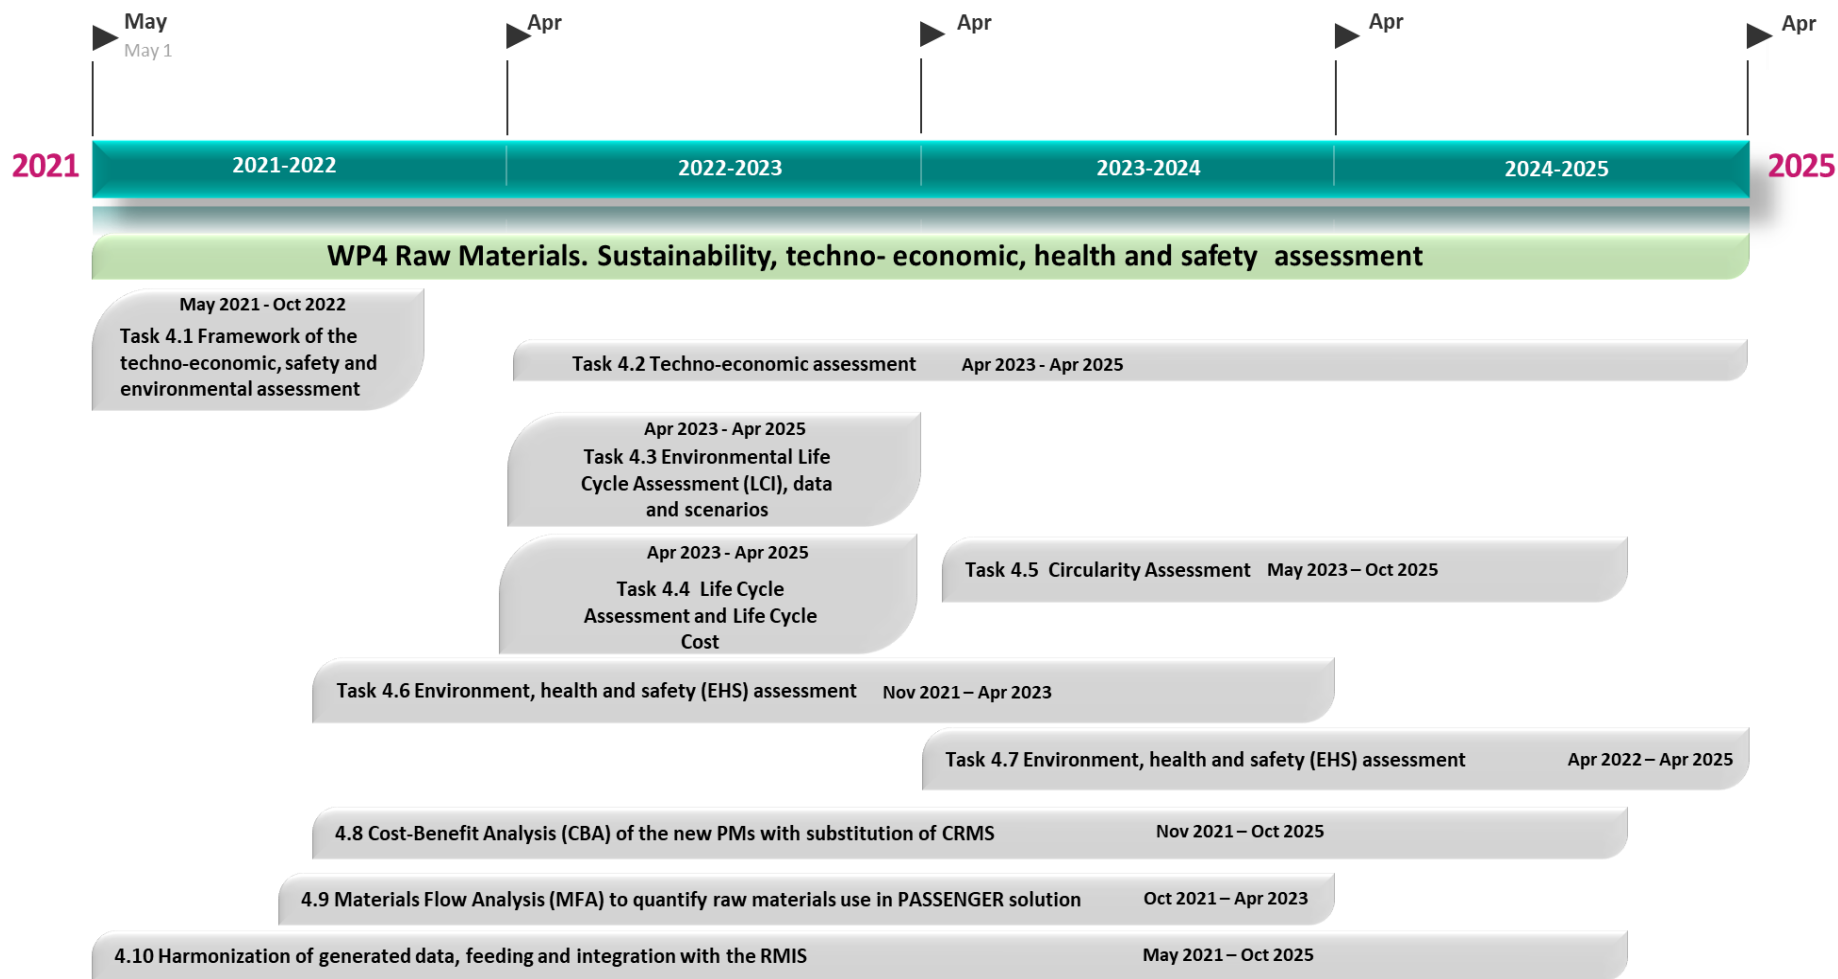 May
May 1
Apr
Apr
Apr
Apr
2021
2021-2022
2022-2023
2023-2024
2024-2025
2025
WP4 Raw Materials. Sustainability, techno- economic, health and safety assessment
May 2021 - Oct 2022
Task 4.1 Framework of the
techno-economic, safety and
environmental assessment
Task 4.2 Techno-economic assessment Apr 2023 - Apr 2025
Apr 2023 - Apr 2025
Task 4.3 Environmental Life
Cycle Assessment (LCI), data
and scenarios
Apr 2023 - Apr 2025
Task 4.4 Life Cycle
Assessment and Life Cycle
Cost
Task 4.5 Circularity Assessment May 2023 – Oct 2025
Task 4.6 Environment, health and safety (EHS) assessment Nov 2021 – Apr 2023
Task 4.7 Environment, health and safety (EHS) assessment Apr 2022 – Apr 2025
4.8 Cost-Benefit Analysis (CBA) of the new PMs with substitution of CRMS Nov 2021 – Oct 2025
4.9 Materials Flow Analysis (MFA) to quantify raw materials use in PASSENGER solution Oct 2021 – Apr 2023
4.10 Harmonization of generated data, feeding and integration with the RMIS May 2021 – Oct 2025